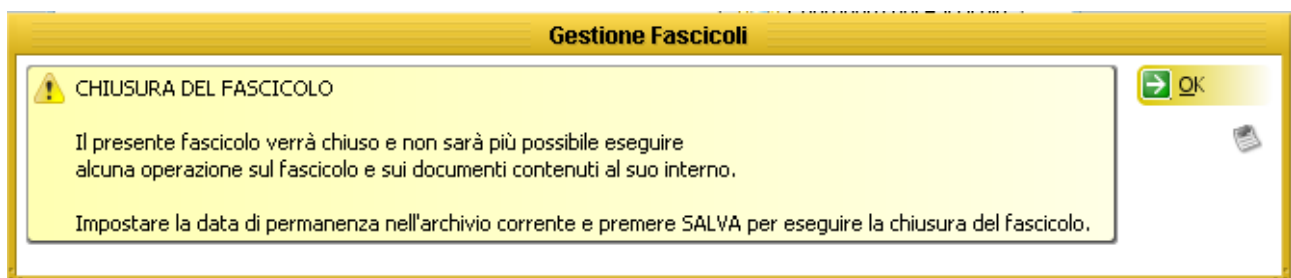 Gestione Fascicoli
CHIUSURA DEL FASCICOLO
OK
Il presente fascicolo verrà chiuso e non sarà più possibile eseguire
alcuna operazione sul fascicolo e sui documenti contenuti al suo interno.
Impostare la data di permanenza nell'archivio corrente e premere SALVA per eseguire la chiusura del fascicolo.